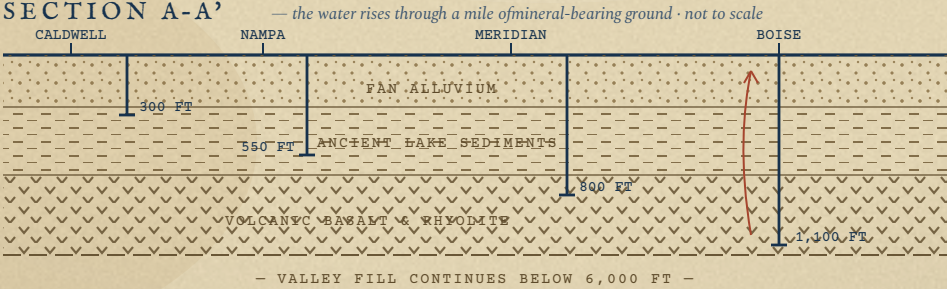 SECTION A-A’
— the water rises through a mile ofmineral-bearing ground · not to scale
CALDWELL
NAMPA
MERIDIAN
BOISE
FAN ALLUVIUM
300 FT
ANCIENT LAKE SEDIMENTS
550 FT
800 FT
VOLCANIC BASALT & RHYOLITE
1,100 FT
— VALLEY FILL CONTINUES BELOW 6,000 FT —